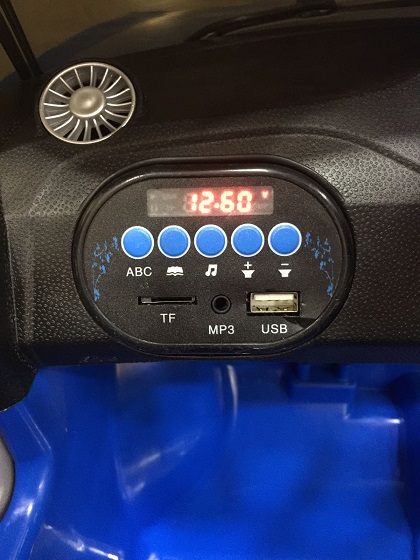 12.60 V
ABC
+ -
TF
MP3
USB